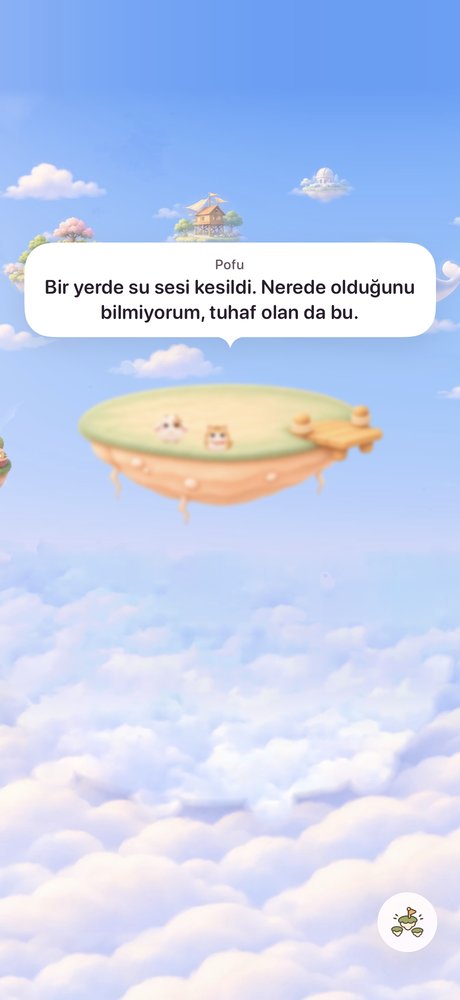 Pofu
Bir yerde su sesi kesildi. Nerede olduğunu
bilmiyorum, tuhaf olan da bu.